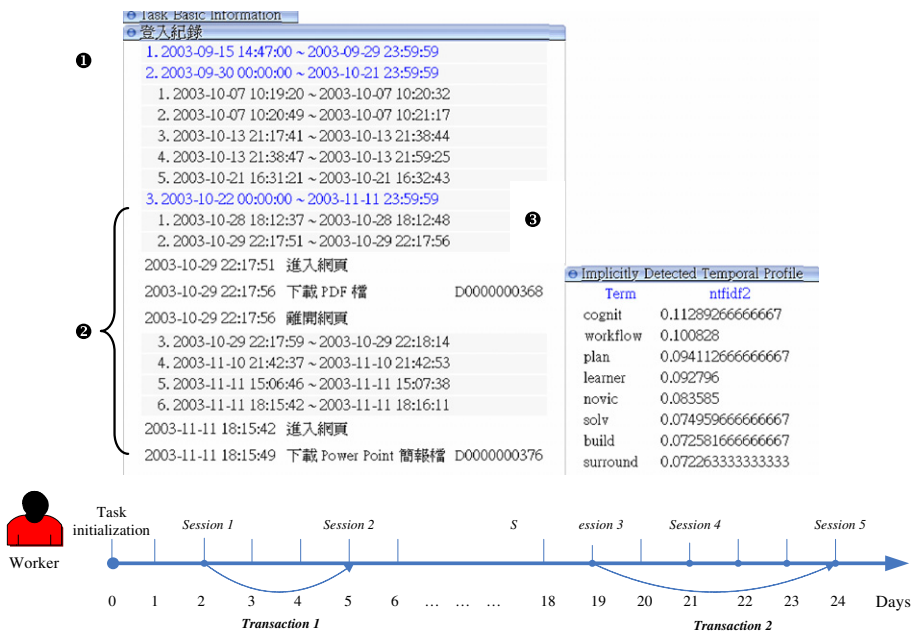 Task Basic Information
登入紀錄
❶
1. 2003-09-15 14:47:00 ~ 2003-09-29 23:59:59
2. 2003-09-30 00:00:00 ~ 2003-10-21 23:59:59
1. 2003-10-07 10:19:20 ~ 2003-10-07 10:20:32
2. 2003-10-07 10:20:49 ~ 2003-10-07 10:21:17
3. 2003-10-13 21:17:41 ~ 2003-10-13 21:38:44
4. 2003-10-13 21:38:47 ~ 2003-10-13 21:59:25
5. 2003-10-21 16:31:21 ~ 2003-10-21 16:32:43
3. 2003-10-22 00:00:00 ~ 2003-11-11 23:59:59
❸
1. 2003-10-28 18:12:37 ~ 2003-10-28 18:12:48
2. 2003-10-29 22:17:51 ~ 2003-10-29 22:17:56
2003-10-29 22:17:51 進入網頁
2003-10-29 22:17:56 下載 PDF 檔 D0000000368
2003-10-29 22:17:56 離開網頁
❷
3. 2003-10-29 22:17:59 ~ 2003-10-29 22:18:14
4. 2003-11-10 21:42:37 ~ 2003-11-10 21:42:53
5. 2003-11-11 15:06:46 ~ 2003-11-11 15:07:38
6. 2003-11-11 18:15:42 ~ 2003-11-11 18:16:11
2003-11-11 18:15:42 進入網頁
2003-11-11 18:15:49 下載 Power Point 簡報檔 D0000000376
Implicitly Detected Temporal Profile
Term ntfidf2
cognit 0.11289266666667
workflow 0.100828
plan 0.094112666666667
learner 0.092796
novic 0.083585
solv 0.074959666666667
build 0.072581666666667
surround 0.072263333333333
Task
initialization
Session 1 Session 2 S ession 3 Session 4 Session 5
Worker
0 1 2 3 4 5 6 … … … 18 19 20 21 22 23 24 Days
Transaction 1 Transaction 2